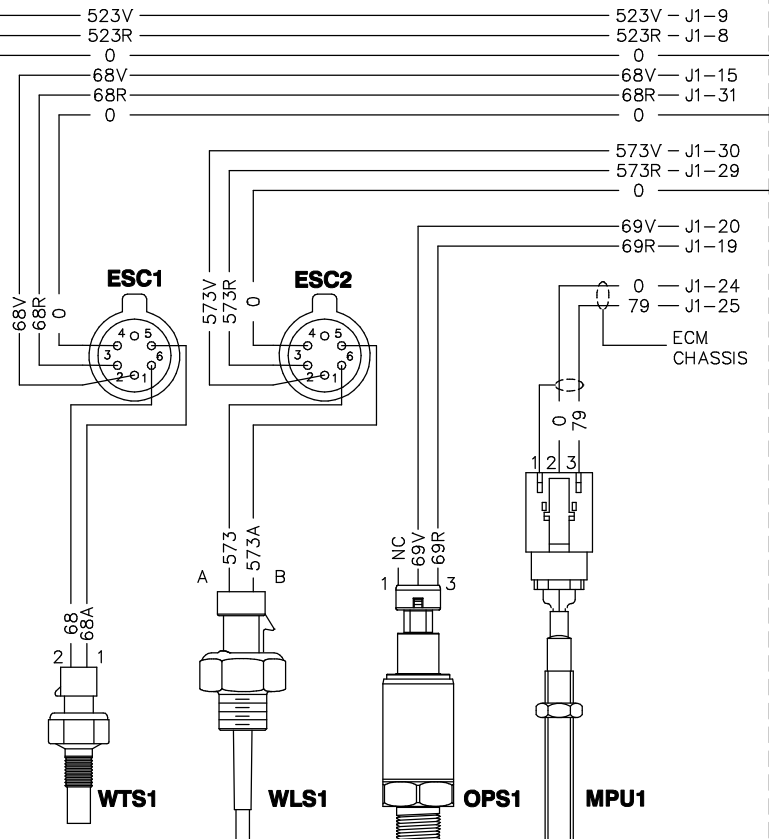 523V 523V J1-9
523R 523R J1-8
0 0
68V 68V J1-15
68R 68R J1-31
0 0
573V J1-30
573R J1-29
0
69V J1-20
69R J1-19
ESC1 ESC2
0 J1-24
79 J1-25
68V 68R 0 573V 573R 0
4 5 4 5
3 6 3 6
2 1 2 1
ECM
CHASSIS
0 79
1 2 3
573 573A NC 69V 69R
A B 1 3
68 68A
2 1
WTS1 WLS1 OPS1 MPU1